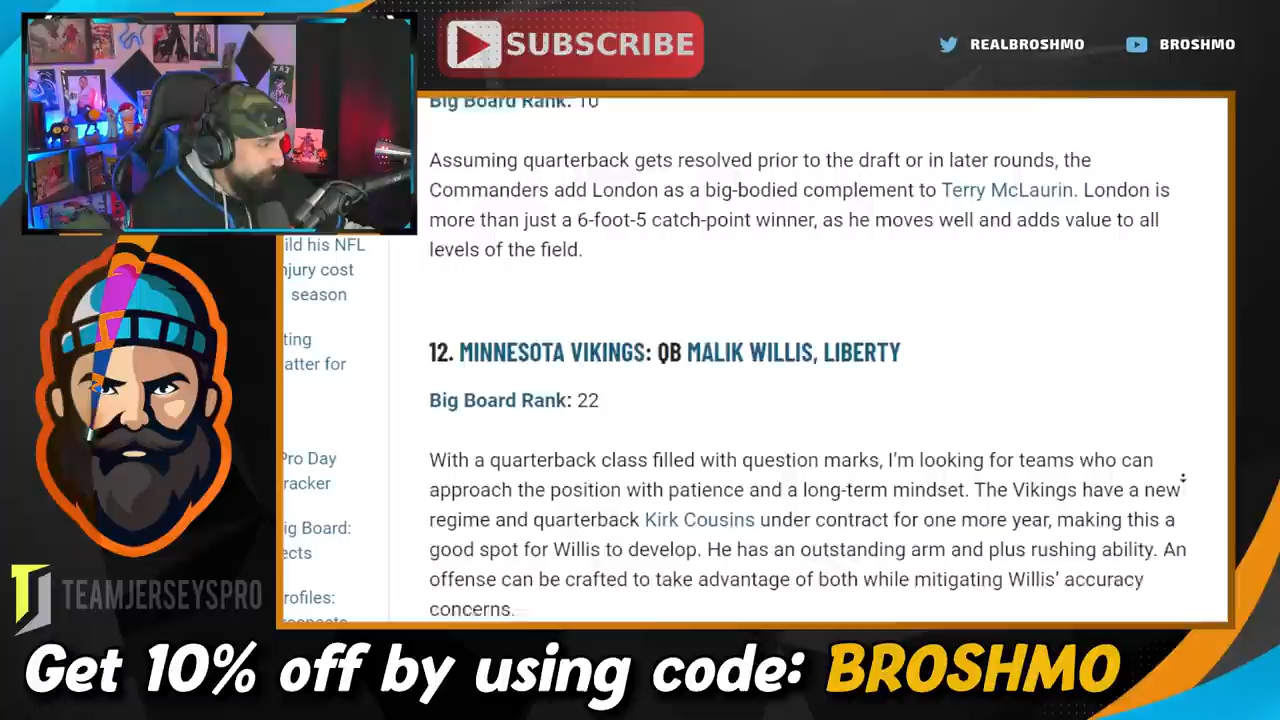 SUBSCRIBE
REALBROSHMO
BROSHMO
Big Board Rank: 10
Assuming quarterback gets resolved prior to the draft or in later rounds, the
Commanders add London as a big-bodied complement to Terry McLaurin. London is
more than just a 6-foot-5 catch-point winner, as he moves well and adds value to all
levels of the field.
ild his NFL
njury cost
season
ting
atter for
12. MINNESOTA VIKINGS: QB MALIK WILLIS, LIBERTY
Big Board Rank: 22
Pro Day
racker
ig Board:
ects
rofiles:
With a quarterback class filled with question marks, I'm looking for teams who can
approach the position with patience and a long-term mindset. The Vikings have a new
regime and quarterback Kirk Cousins under contract for one more year, making this a
good spot for Willis to develop. He has an outstanding arm and plus rushing ability. An
offense can be crafted to take advantage of both while mitigating Willis' accuracy
concerns.
TEAMJERSEYSPRO
Get 10% off by using code: BROSHMO